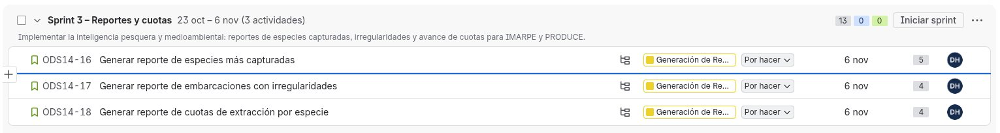 Sprint 3 – Reportes y cuotas 23 oct – 6 nov (3 actividades) 13 0 0 Iniciar sprint
Implementar la inteligencia pesquera y medioambiental: reportes de especies capturadas, irregularidades y avance de cuotas para IMARPE y PRODUCE.
ODS14-16 Generar reporte de especies más capturadas Generación de Re... Por hacer 6 nov 5 DH
ODS14-17 Generar reporte de embarcaciones con irregularidades Generación de Re... Por hacer 6 nov 4 DH
ODS14-18 Generar reporte de cuotas de extracción por especie Generación de Re... Por hacer 6 nov 4 DH